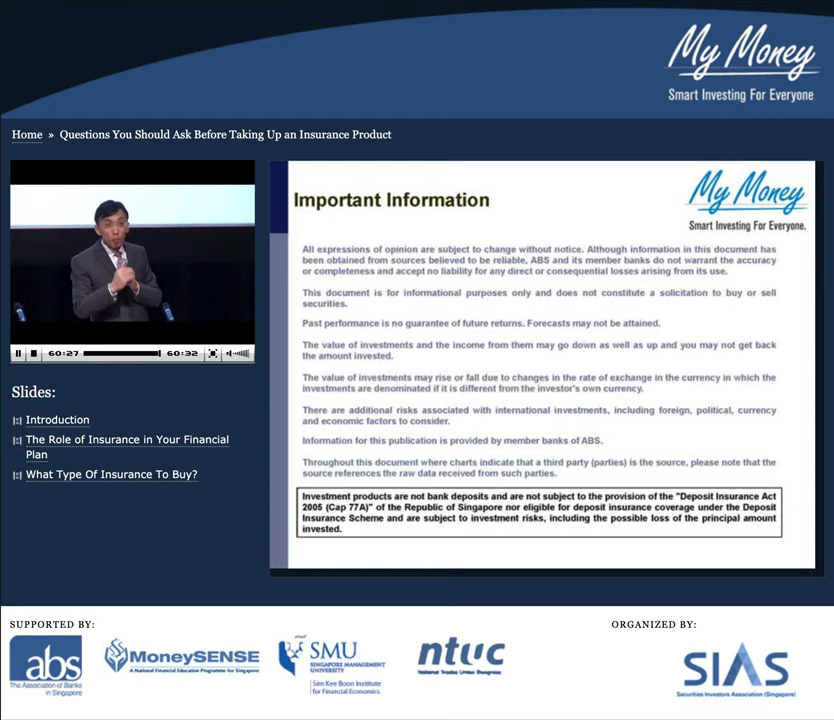 My Money
Smart Investing For Everyone
Home » Questions You Should Ask Before Taking Up an Insurance Product
60:27
60:32
Slides:
Introduction
The Role of Insurance in Your Financial
Plan
What Type Of Insurance To Buy?
My Money
Smart Investing For Everyone.
Important Information
All expressions of opinion are subject to change without notice. Although information in this document has
been obtained from sources believed to be reliable, ABS and its member banks do not warrant the accuracy
or completeness and accept no liability for any direct or consequential losses arising from its use.
This document is for informational purposes only and does not constitute a solicitation to buy or sell
securities.
Past performance is no guarantee of future returns. Forecasts may not be attained.
The value of investments and the income from them may go down as well as up and you may not get back
the amount invested.
The value of investments may rise or fall due to changes in the rate of exchange in the currency in which the
investments are denominated if it is different from the investor's own currency.
There are additional risks associated with international investments, including foreign, political, currency
and economic factors to consider.
Information for this publication is provided by member banks of ABS.
Throughout this document where charts indicate that a third party (parties) is the source, please note that the
source references the raw data received from such parties.
Investment products are not bank deposits and are not subject to the provision of the "Deposit Insurance Act
2005 (Cap 77A)" of the Republic of Singapore nor eligible for deposit insurance coverage under the Deposit
Insurance Scheme and are subject to investment risks, including the possible loss of the principal amount
invested.
SUPPORTED BY:
abs
The Association of Banks
in Singapore
MoneySENSE
A National Financial Education Programme for Singapore
SMU
SINGAPORE MANAGEMENT
UNIVERSITY
Sim Kee Boon Institute
for Financial Economics
ntuc
National Trades Union Congress
ORGANIZED BY:
SIAS
Securities Investors Association (Singapore)